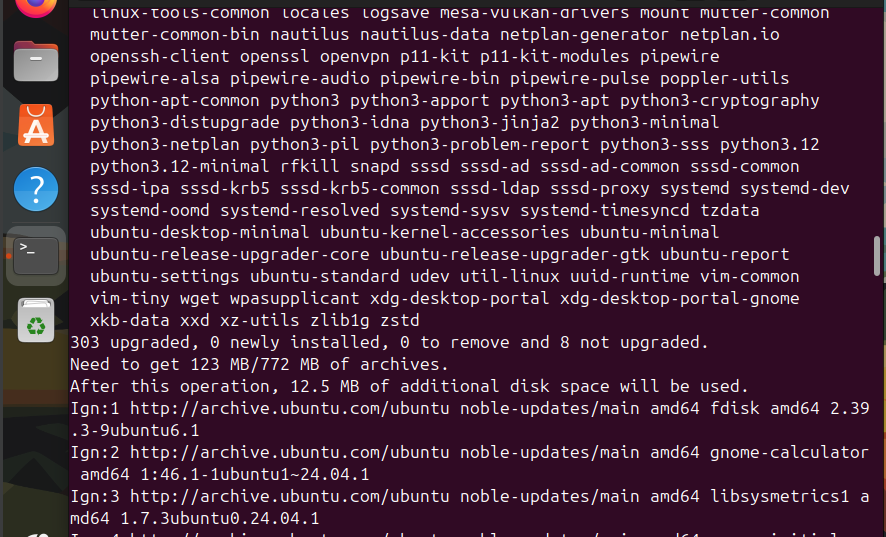 linux-tools-common locales logsave mesa-vulkan-drivers mount mutter-common
mutter-common-bin nautilus nautilus-data netplan-generator netplan.io
openssh-client openssl openvpn p11-kit p11-kit-modules pipewire
pipewire-alsa pipewire-audio pipewire-bin pipewire-pulse poppler-utils
python-apt-common python3 python3-apport python3-apt python3-cryptography
python3-distupgrade python3-idna python3-jinja2 python3-minimal
python3-netplan python3-pil python3-problem-report python3-sss python3.12
python3.12-minimal rfkill snapd sssd sssd-ad sssd-ad-common sssd-common
sssd-ipa sssd-krb5 sssd-krb5-common sssd-ldap sssd-proxy systemd systemd-dev
systemd-oomd systemd-resolved systemd-sysv systemd-timesyncd tzdata
ubuntu-desktop-minimal ubuntu-kernel-accessories ubuntu-minimal
ubuntu-release-upgrader-core ubuntu-release-upgrader-gtk ubuntu-report
ubuntu-settings ubuntu-standard udev util-linux uuid-runtime vim-common
vim-tiny wget wpasupplicant xdg-desktop-portal xdg-desktop-portal-gnome
xkb-data xxd xz-utils zlib1g zstd
303 upgraded, 0 newly installed, 0 to remove and 8 not upgraded.
Need to get 123 MB/772 MB of archives.
After this operation, 12.5 MB of additional disk space will be used.
Ign:1 http://archive.ubuntu.com/ubuntu noble-updates/main amd64 fdisk amd64 2.39
.3-9ubuntu6.1
Ign:2 http://archive.ubuntu.com/ubuntu noble-updates/main amd64 gnome-calculator
amd64 1:46.1-1ubuntu1~24.04.1
Ign:3 http://archive.ubuntu.com/ubuntu noble-updates/main amd64 libsysmetrics1 a
md64 1.7.3ubuntu0.24.04.1